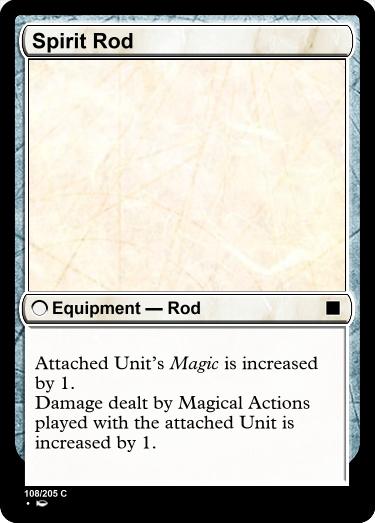 Spirit Rod
Equipment — Rod
Attached Unit's Magic is increased
by 1.
Damage dealt by Magical Actions
played with the attached Unit is
increased by 1.
108/205 C